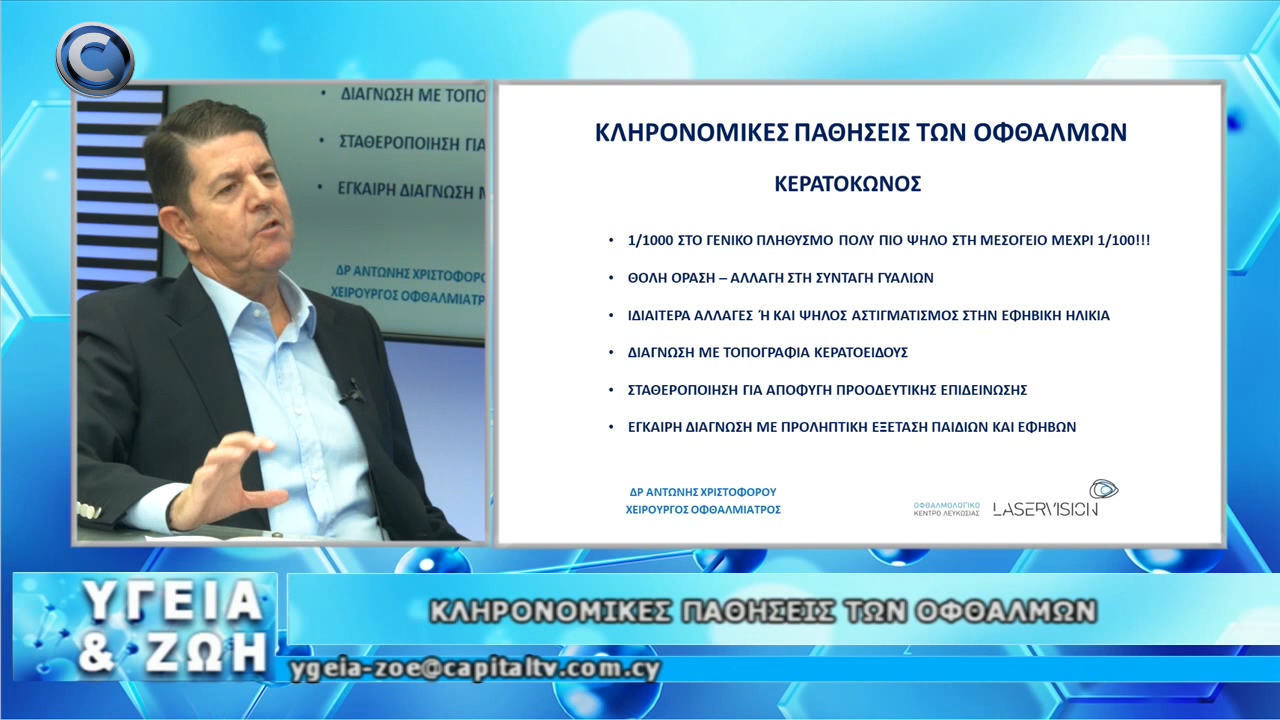 C
• ΔΙΑΓΝΩΣΗ ΜΕ ΤΟΠΟ
• ΣΤΑΘΕΡΟΠΟΙΗΣΗ ΓΙΑ
• ΕΓΚΑΙΡΗ ΔΙΑΓΝΩΣΗ Μ
ΔΡ ΑΝΤΩΝΗΣ ΧΡΙΣΤΟΦΟΡΟ
ΧΕΙΡΟΥΡΓΟΣ ΟΦΘΑΛΜΙΑΤΡ
ΚΛΗΡΟΝΟΜΙΚΕΣ ΠΑΘΗΣΕΙΣ ΤΩΝ ΟΦΘΑΛΜΩΝ
ΚΕΡΑΤΟΚΩΝΟΣ
• 1/1000 ΣΤΟ ΓΕΝΙΚΟ ΠΛΗΘΥΣΜΟ ΠΟΛΥ ΠΙΟ ΨΗΛΟ ΣΤΗ ΜΕΣΟΓΕΙΟ ΜΕΧΡΙ 1/100!!!
• ΘΟΛΗ ΟΡΑΣΗ – ΑΛΛΑΓΗ ΣΤΗ ΣΥΝΤΑΓΗ ΓΥΑΛΙΩΝ
• ΙΔΙΑΙΤΕΡΑ ΑΛΛΑΓΕΣ Ή ΚΑΙ ΨΗΛΟΣ ΑΣΤΙΓΜΑΤΙΣΜΟΣ ΣΤΗΝ ΕΦΗΒΙΚΗ ΗΛΙΚΙΑ
• ΔΙΑΓΝΩΣΗ ΜΕ ΤΟΠΟΓΡΑΦΙΑ ΚΕΡΑΤΟΕΙΔΟΥΣ
• ΣΤΑΘΕΡΟΠΟΙΗΣΗ ΓΙΑ ΑΠΟΦΥΓΗ ΠΡΟΟΔΕΥΤΙΚΗΣ ΕΠΙΔΕΙΝΩΣΗΣ
• ΕΓΚΑΙΡΗ ΔΙΑΓΝΩΣΗ ΜΕ ΠΡΟΛΗΠΤΙΚΗ ΕΞΕΤΑΣΗ ΠΑΙΔΙΩΝ ΚΑΙ ΕΦΗΒΩΝ
ΔΡ ΑΝΤΩΝΗΣ ΧΡΙΣΤΟΦΟΡΟΥ
ΧΕΙΡΟΥΡΓΟΣ ΟΦΘΑΛΜΙΑΤΡΟΣ
ΟΦΘΑΛΜΟΛΟΓΙΚΟ
ΚΕΝΤΡΟ ΛΕΥΚΩΣΙΑΣ
LASERVISION
ΥΓΕΙΑ
& ΖΩΗ
ΚΛΗΡΟΝΟΜΙΚΕΣ ΠΑΘΗΣΕΙΣ ΤΩΝ ΟΦΘΑΛΜΩΝ
ygeia-zoe@capitaltv.com.cy